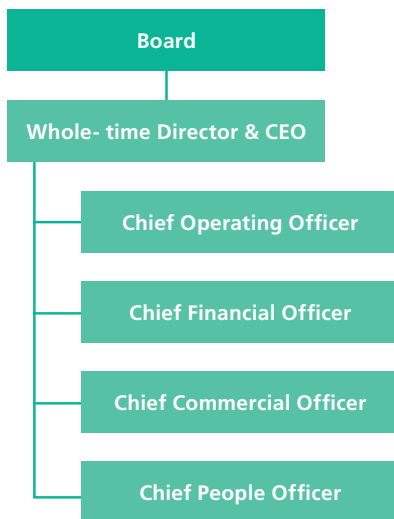 Board
Whole- time Director & CEO
Chief Operating Officer
Chief Financial Officer
Chief Commercial Officer
Chief People Officer